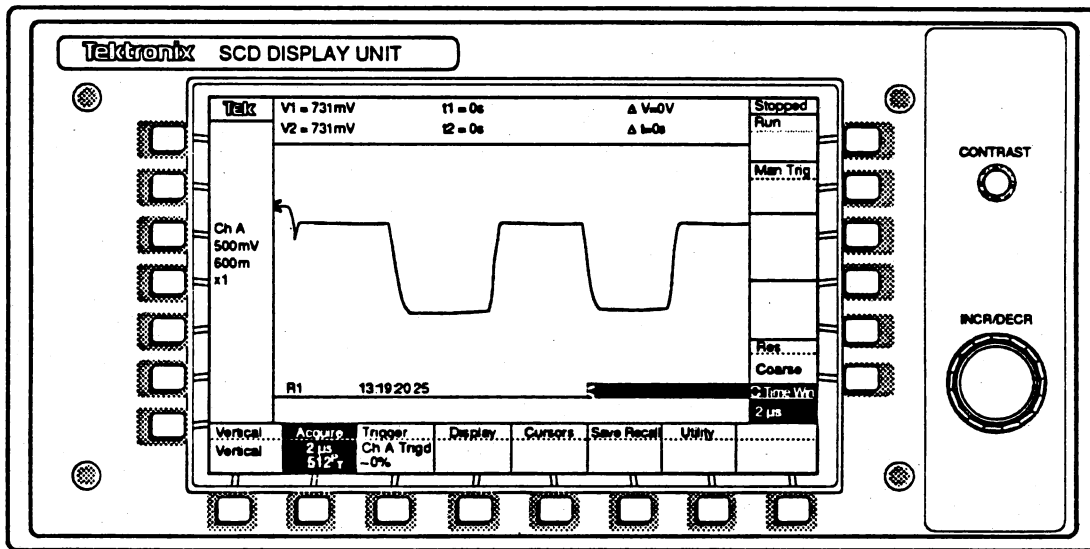 Tektronix SCD DISPLAY UNIT
Tek
V1 = 731mV t1 = 0s Δ V=0V
V2 = 731mV t2 = 0s Δ t=0s
Stopped
Run
Man Trig
Ch A
500mV
600m
x1
Res
Coarse
Time Win
2 µs
R1 13:19:20 25
Vertical Acquire Trigger Display Cursors Save Recall Utility
Vertical 2 µs Ch A Trigd
512 PT ~0%
CONTRAST
INCR/DECR